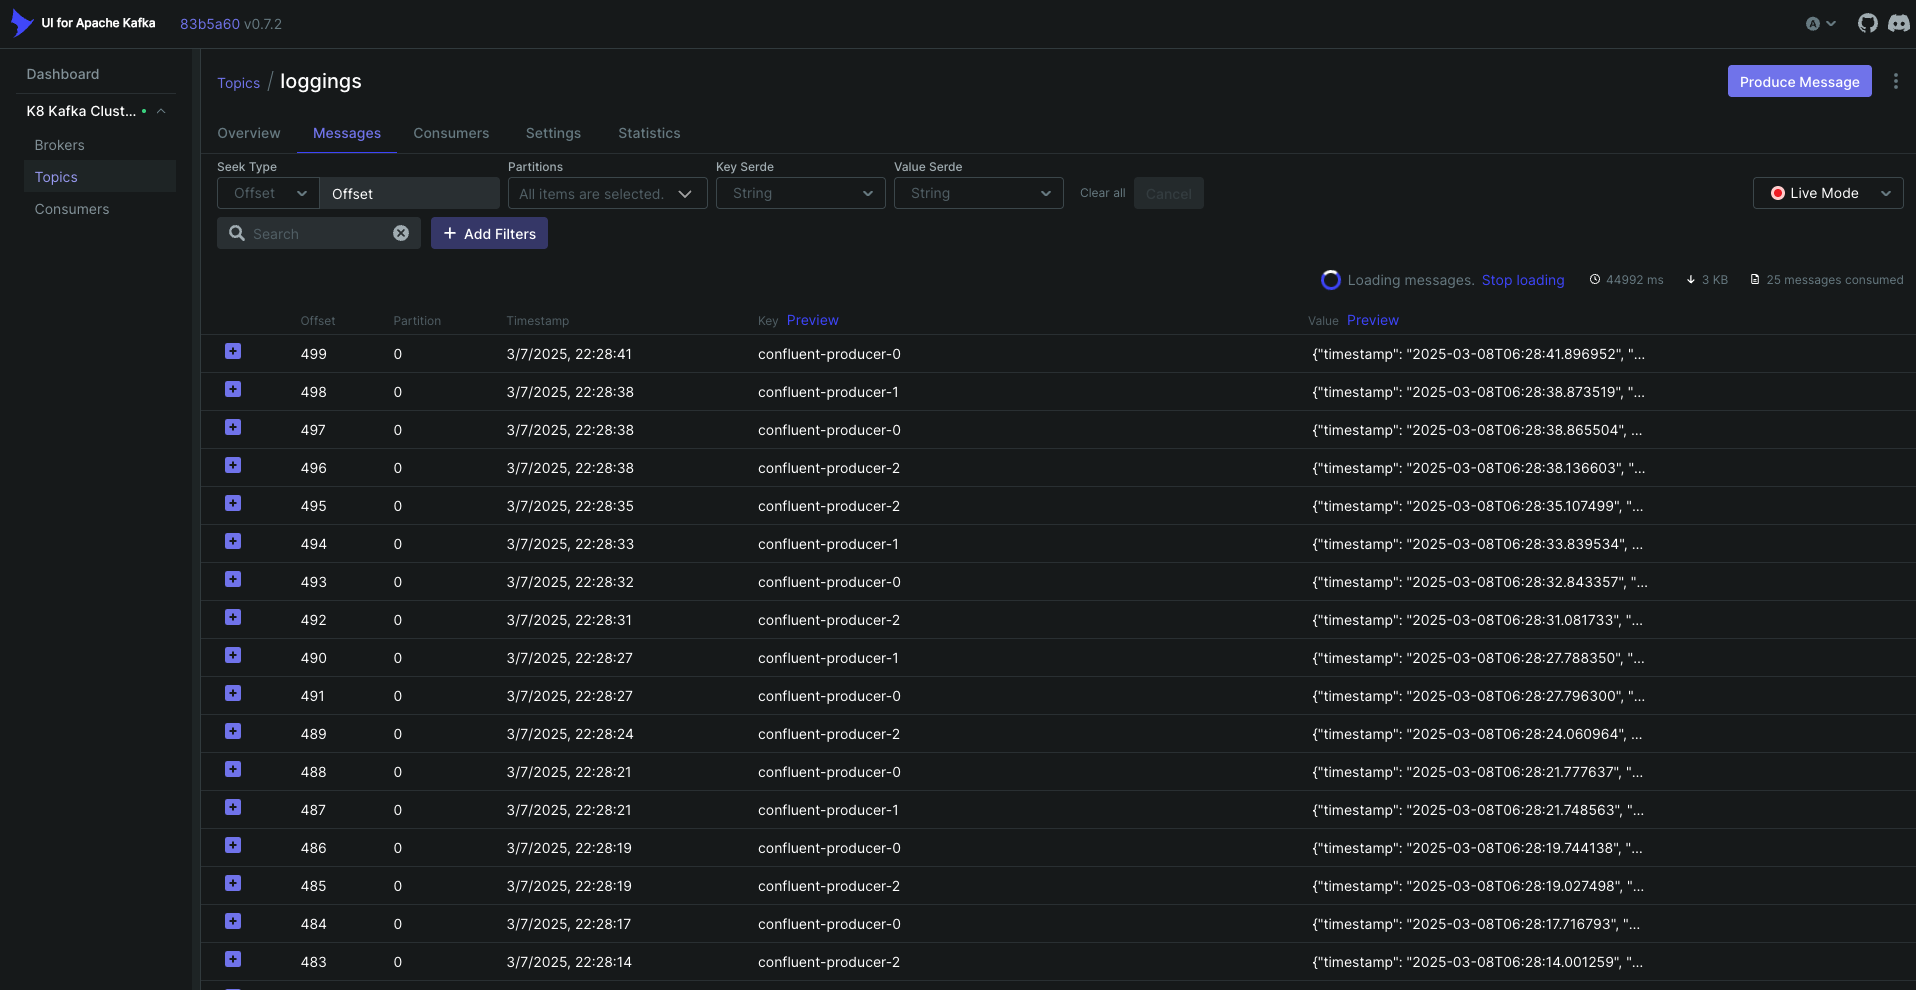 UI for Apache Kafka 83b5a60 v0.7.2 A
Dashboard
K8 Kafka Clust...
Brokers
Topics
Consumers
Topics / loggings
Produce Message
Overview Messages Consumers Settings Statistics
Seek Type Partitions Key Serde Value Serde
Offset Offset All items are selected. String String Clear all Cancel Live Mode
Search Add Filters
Loading messages. Stop loading 44992 ms 3 KB 25 messages consumed
Offset Partition Timestamp Key Preview Value Preview
499 0 3/7/2025, 22:28:41 confluent-producer-0 {"timestamp": "2025-03-08T06:28:41.896952", "...
498 0 3/7/2025, 22:28:38 confluent-producer-1 {"timestamp": "2025-03-08T06:28:38.873519", "...
497 0 3/7/2025, 22:28:38 confluent-producer-0 {"timestamp": "2025-03-08T06:28:38.865504", ...
496 0 3/7/2025, 22:28:38 confluent-producer-2 {"timestamp": "2025-03-08T06:28:38.136603", "...
495 0 3/7/2025, 22:28:35 confluent-producer-2 {"timestamp": "2025-03-08T06:28:35.107499", "...
494 0 3/7/2025, 22:28:33 confluent-producer-1 {"timestamp": "2025-03-08T06:28:33.839534", ...
493 0 3/7/2025, 22:28:32 confluent-producer-0 {"timestamp": "2025-03-08T06:28:32.843357", "...
492 0 3/7/2025, 22:28:31 confluent-producer-2 {"timestamp": "2025-03-08T06:28:31.081733", "...
490 0 3/7/2025, 22:28:27 confluent-producer-1 {"timestamp": "2025-03-08T06:28:27.788350", "...
491 0 3/7/2025, 22:28:27 confluent-producer-0 {"timestamp": "2025-03-08T06:28:27.796300", "...
489 0 3/7/2025, 22:28:24 confluent-producer-2 {"timestamp": "2025-03-08T06:28:24.060964", ...
488 0 3/7/2025, 22:28:21 confluent-producer-0 {"timestamp": "2025-03-08T06:28:21.777637", "...
487 0 3/7/2025, 22:28:21 confluent-producer-1 {"timestamp": "2025-03-08T06:28:21.748563", "...
486 0 3/7/2025, 22:28:19 confluent-producer-0 {"timestamp": "2025-03-08T06:28:19.744138", "...
485 0 3/7/2025, 22:28:19 confluent-producer-2 {"timestamp": "2025-03-08T06:28:19.027498", "...
484 0 3/7/2025, 22:28:17 confluent-producer-0 {"timestamp": "2025-03-08T06:28:17.716793", "...
483 0 3/7/2025, 22:28:14 confluent-producer-2 {"timestamp": "2025-03-08T06:28:14.001259", "...